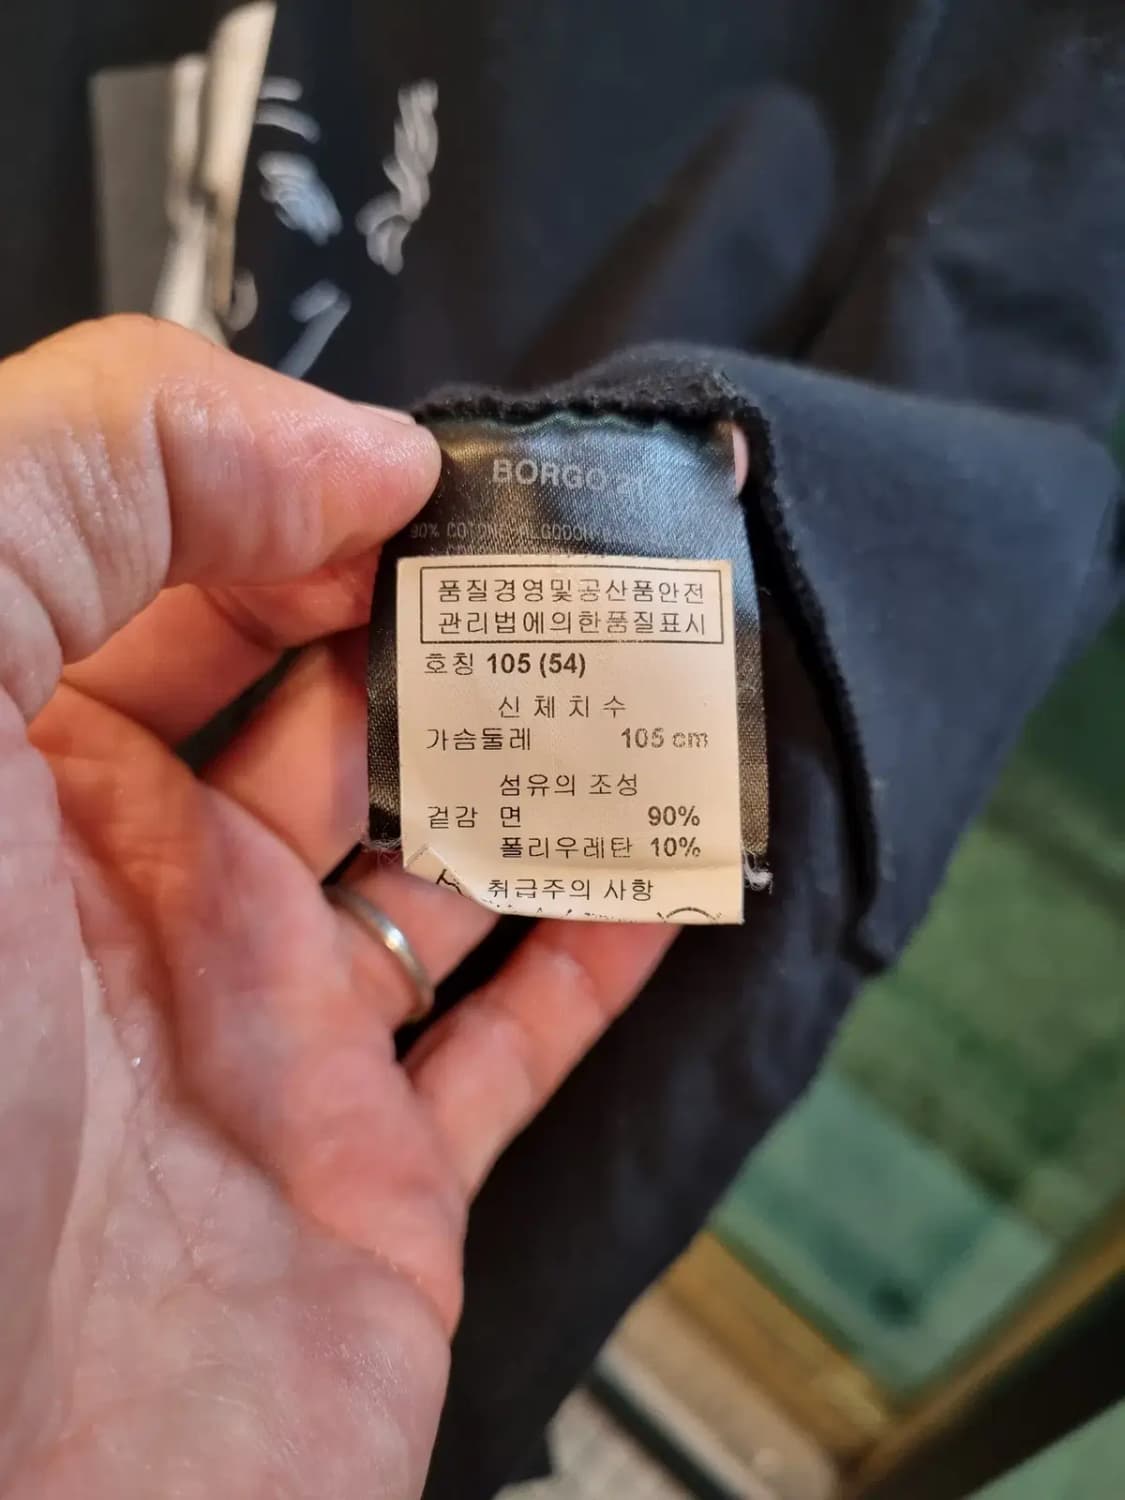 BORGO 21
90% COTONE ALGODON
품질경영및공산품안전
관리법에의한품질표시
호칭 105 (54)
신체치수
가슴둘레 105 cm
섬유의 조성
겉감 면 90%
폴리우레탄 10%
취급주의 사항